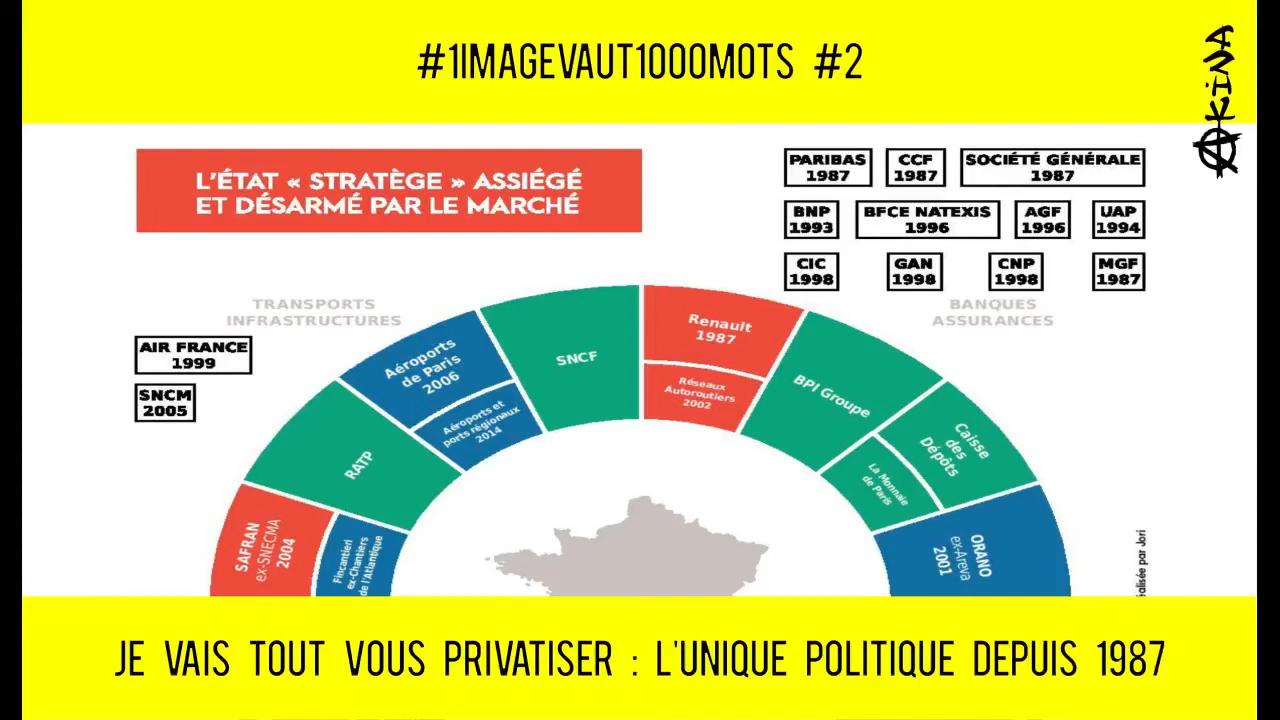 #1IMAGEVAUT1000MOTS #2
AKINA
L'ÉTAT « STRATÈGE » ASSIÉGÉ
ET DÉSARMÉ PAR LE MARCHÉ
PARIBAS
1987
CCF
1987
SOCIÉTÉ GÉNÉRALE
1987
BNP
1993
BFCE NATEXIS
1996
AGF
1996
UAP
1994
CIC
1998
GAN
1998
CNP
1998
MGF
1987
TRANSPORTS
INFRASTRUCTURES
BANQUES
ASSURANCES
AIR FRANCE
1999
SNCM
2005
SAFRAN
ex-SNECMA
2004
Fincantieri
ex-Chantiers
de l'Atlantique
RATP
Aéroports
de Paris
2006
Aéroports et
ports régionaux
2014
SNCF
Renault
1987
Réseaux
Autoroutiers
2002
BPI Groupe
Caisse
des
Dépôts
La Monnaie
de Paris
ORANO
ex-Areva
2001
éalisée par Jori
JE VAIS TOUT VOUS PRIVATISER : L'UNIQUE POLITIQUE DEPUIS 1987